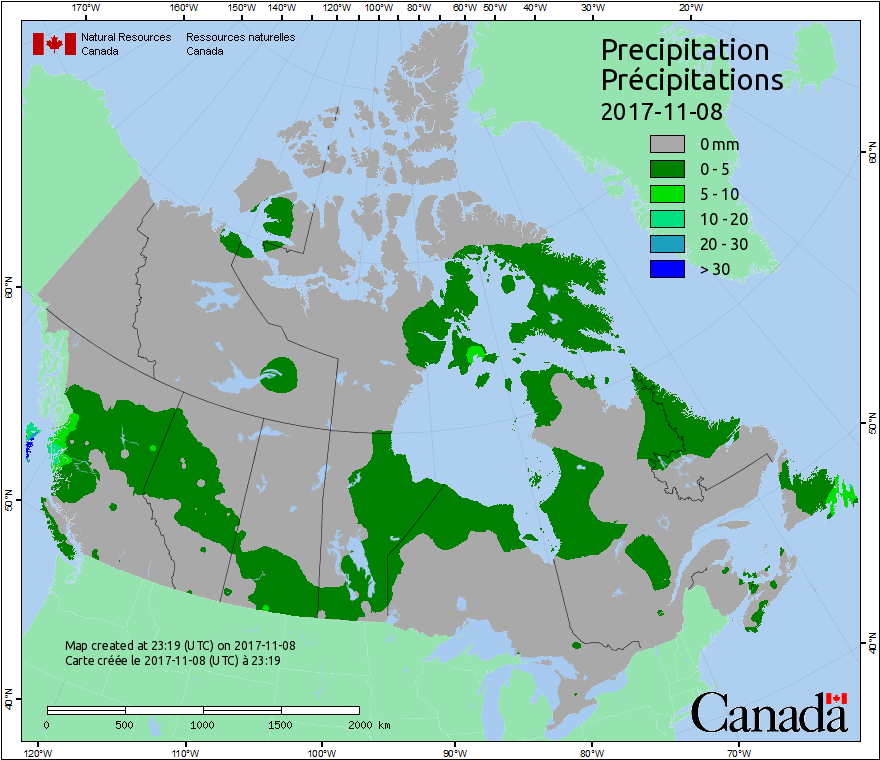 170°W 160°W 150°W 140°W 130°W 120°W 110°W 100°W 90°W 80°W 60°W 50°W 40°W 30°W 20°W
Natural Resources Canada
Ressources naturelles Canada
Precipitation
Précipitations
2017-11-08
0 mm
0 - 5
5 - 10
10 - 20
20 - 30
> 30
60°N
60°N
50°N
50°N
40°N
40°N
Map created at 23:19 (UTC) on 2017-11-08
Carte créée le 2017-11-08 (UTC) à 23:19
0 500 1000 1500 2000 km
Canada
120°W 110°W 100°W 90°W 80°W 70°W